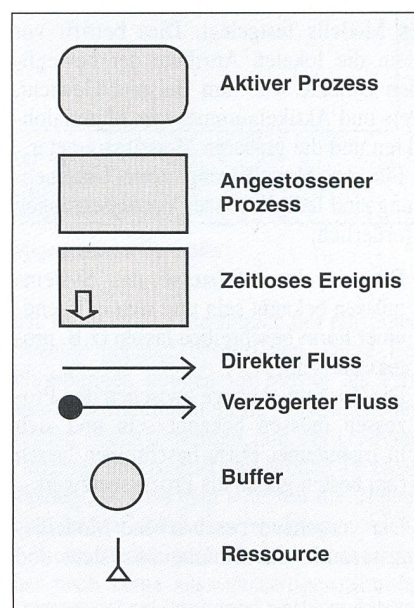 Aktiver Prozess
Angestossener
Prozess
Zeitloses Ereignis
Direkter Fluss
Verzögerter Fluss
Buffer
Ressource